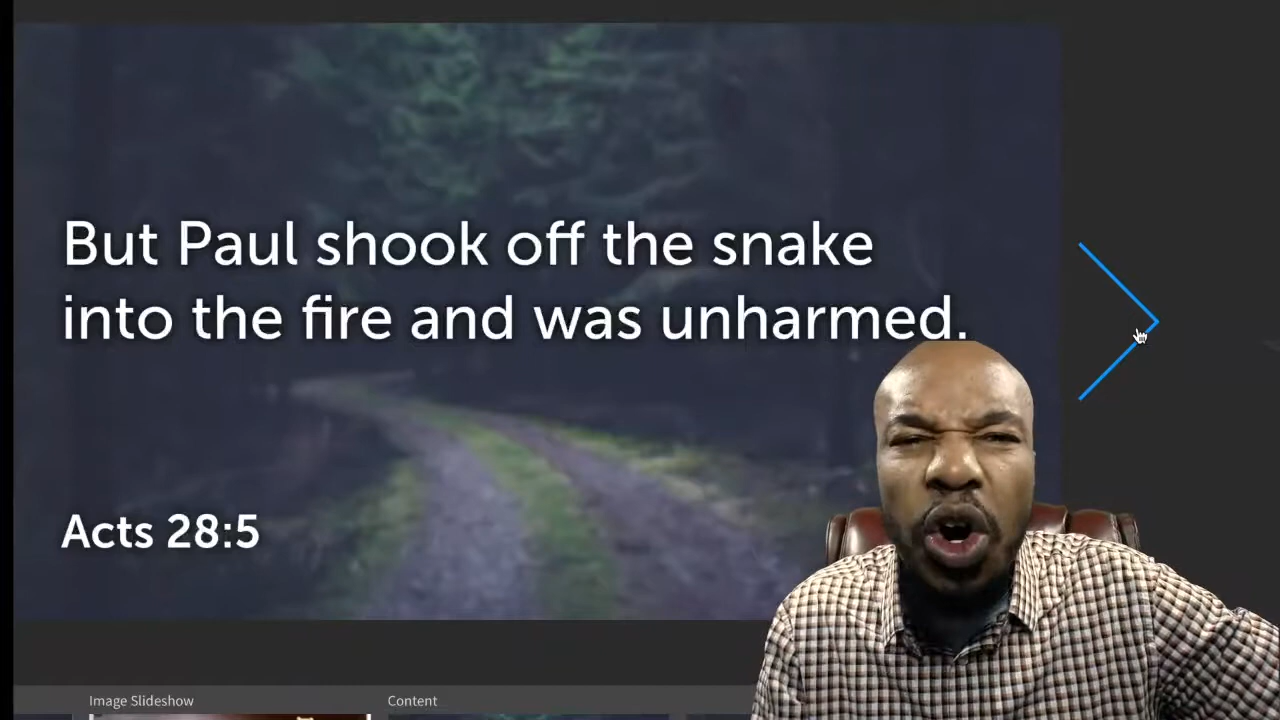 But Paul shook off the snake
into the fire and was unharmed.
Acts 28:5
Image Slideshow
Content